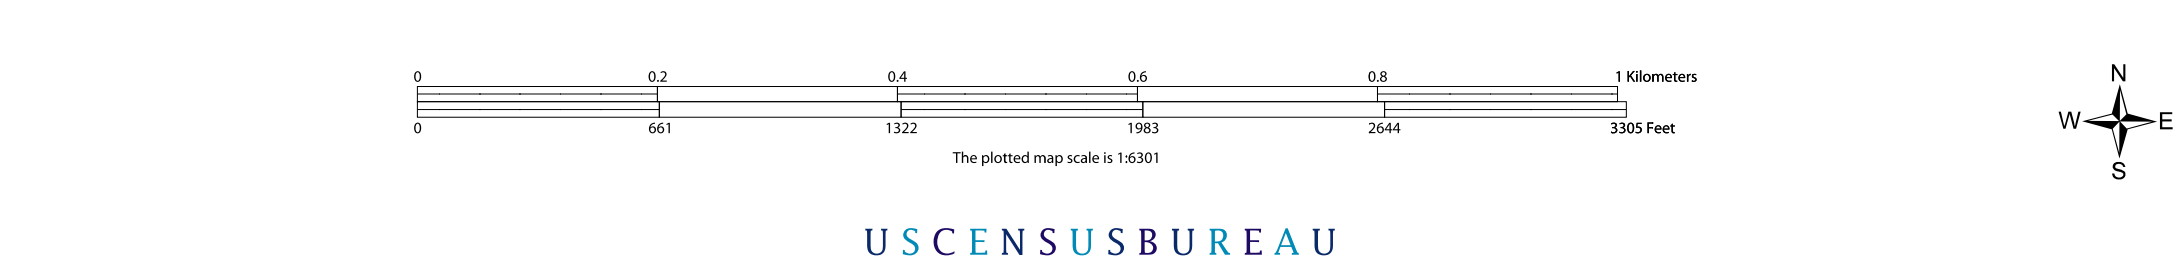 0 0.2 0.4 0.6 0.8 1 Kilometers
0 661 1322 1983 2644 3305 Feet
The plotted map scale is 1:6301
N
W E
S
USCENSUSBUREAU